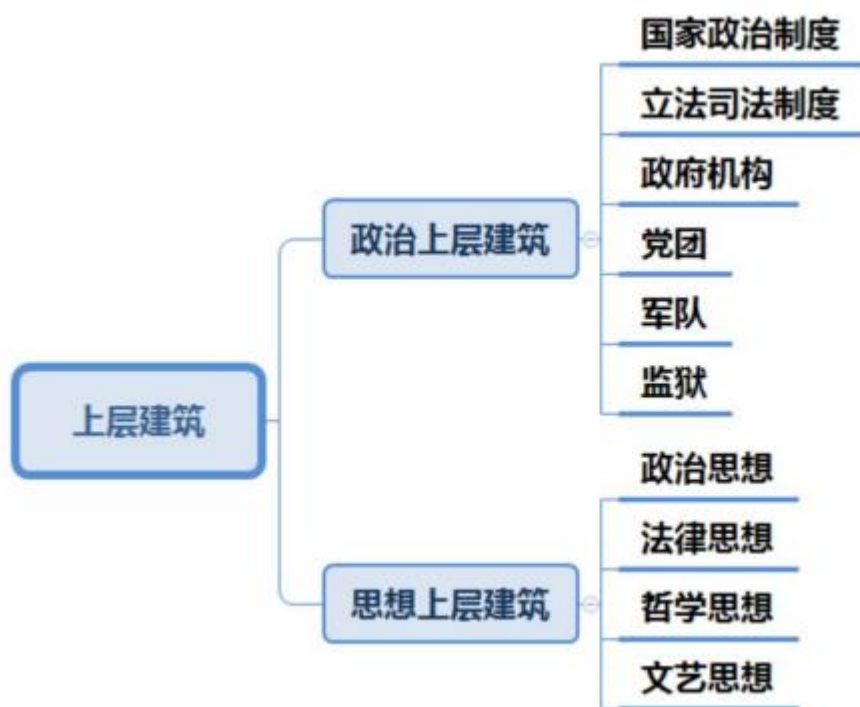 国家政治制度
立法司法制度
政府机构
政治上层建筑
党团
军队
监狱
上层建筑
政治思想
法律思想
思想上层建筑
哲学思想
文艺思想